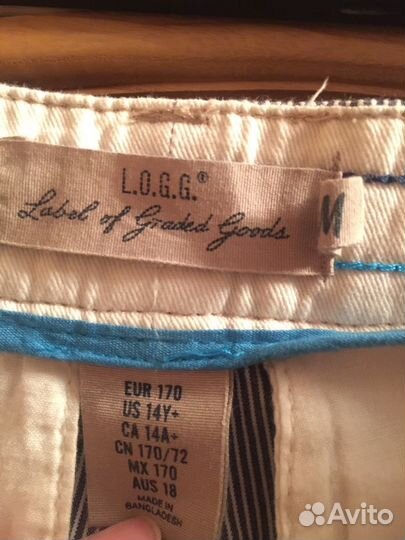 L.O.G.G.®
Label of Graded Goods
EUR 170
US 14Y+
CA 14A+
CN 170/72
MX 170
AUS 18
MADE IN
BANGLADESH
Avito